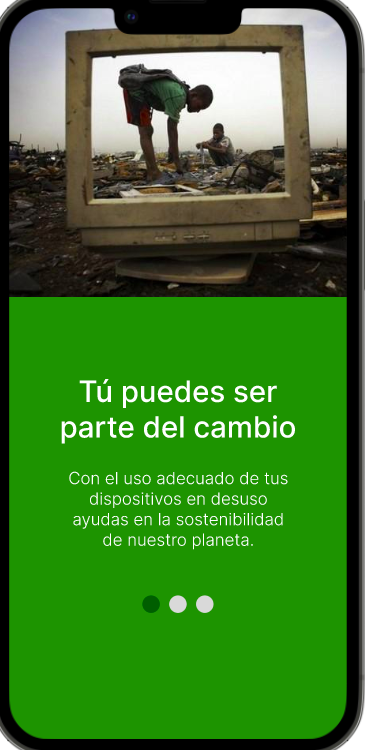 Tú puedes ser
parte del cambio
Con el uso adecuado de tus
dispositivos en desuso
ayudas en la sostenibilidad
de nuestro planeta.